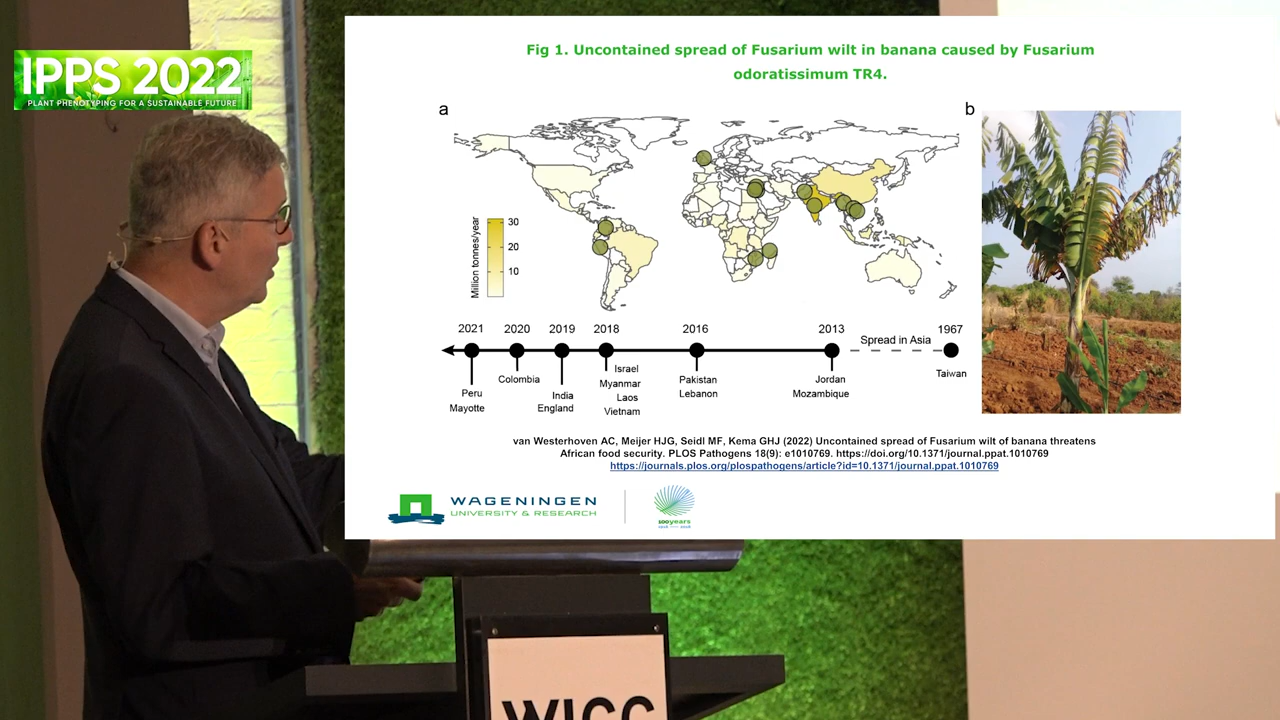 IPPS 2022
PLANT PHENOTYPING FOR A SUSTAINABLE FUTURE
Fig 1. Uncontained spread of Fusarium wilt in banana caused by Fusarium
odoratissimum TR4.
a
b
Million tonnes/year
30
20
10
2021
2020
2019
2018
2016
2013
1967
Spread in Asia
Peru
Mayotte
Colombia
India
England
Israel
Myanmar
Laos
Vietnam
Pakistan
Lebanon
Jordan
Mozambique
Taiwan
van Westerhoven AC, Meijer HJG, Seidl MF, Kema GHJ (2022) Uncontained spread of Fusarium wilt of banana threatens
African food security. PLOS Pathogens 18(9): e1010769. https://doi.org/10.1371/journal.ppat.1010769
https://journals.plos.org/plospathogens/article?id=10.1371/journal.ppat.1010769
WAGENINGEN
UNIVERSITY & RESEARCH
100years
WICC